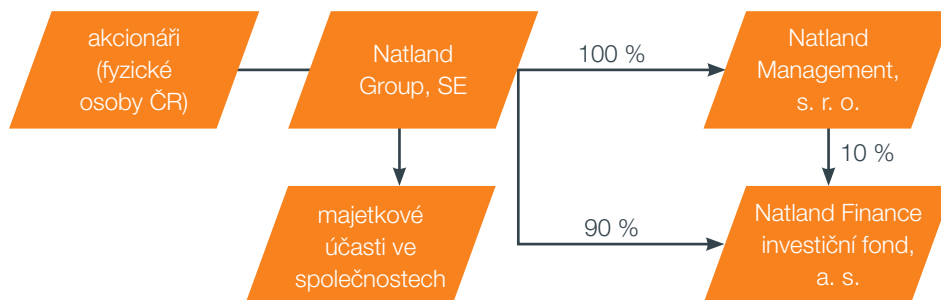 akcionáři
(fyzické
osoby ČR)
Natland
Group, SE
100 %
Natland
Management,
s. r. o.
10 %
majetkové
účasti ve
společnostech
90 %
Natland Finance
investiční fond,
a. s.